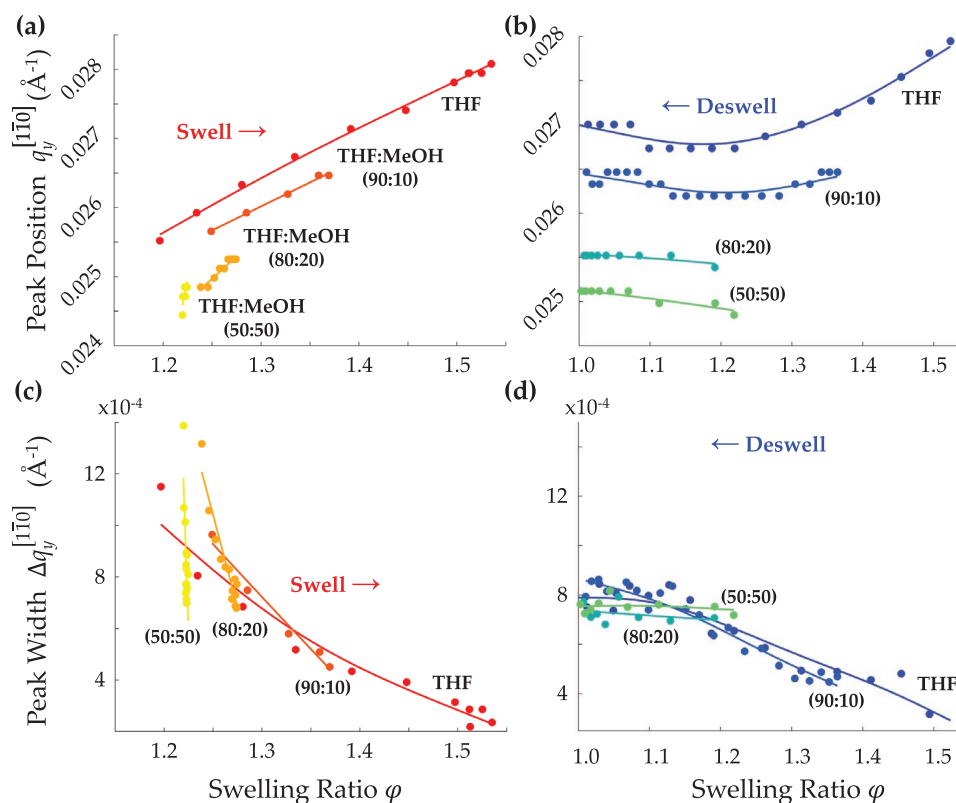 (a)
Peak Position q_y^[11̄0] (Å⁻¹)
0.028
0.027
0.026
0.025
0.024
Swell →
THF
THF:MeOH
(90:10)
THF:MeOH
(80:20)
THF:MeOH
(50:50)
1.2
1.3
1.4
1.5
(b)
0.028
0.027
0.026
0.025
← Deswell
THF
(90:10)
(80:20)
(50:50)
1.0
1.1
1.2
1.3
1.4
1.5
(c)
x10⁻⁴
Peak Width Δq_y^[11̄0] (Å⁻¹)
12
8
4
Swell →
(50:50)
(80:20)
(90:10)
THF
1.2
1.3
1.4
1.5
Swelling Ratio φ
(d)
x10⁻⁴
12
8
4
← Deswell
(50:50)
(80:20)
(90:10)
THF
1.0
1.1
1.2
1.3
1.4
1.5
Swelling Ratio φ